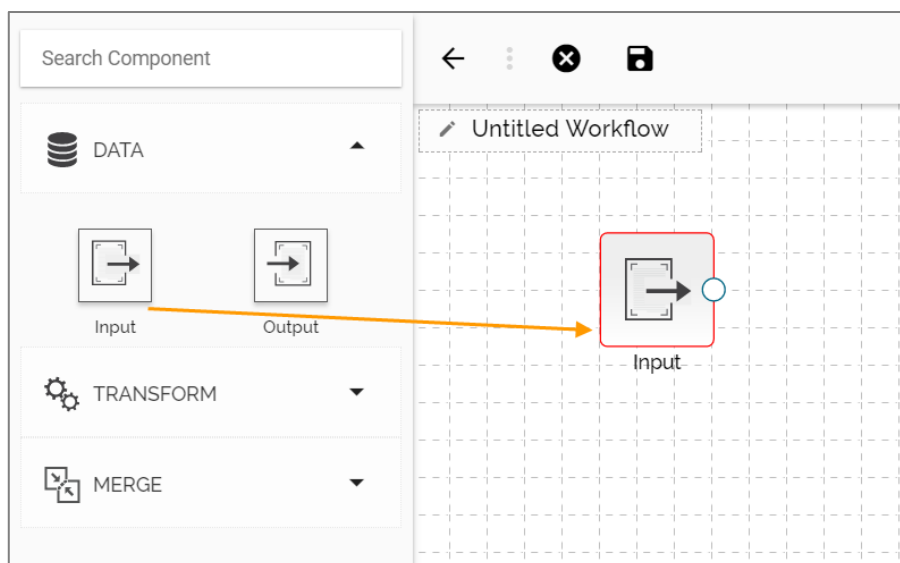 Search Component
DATA
Input
Output
TRANSFORM
MERGE
Untitled Workflow
Input